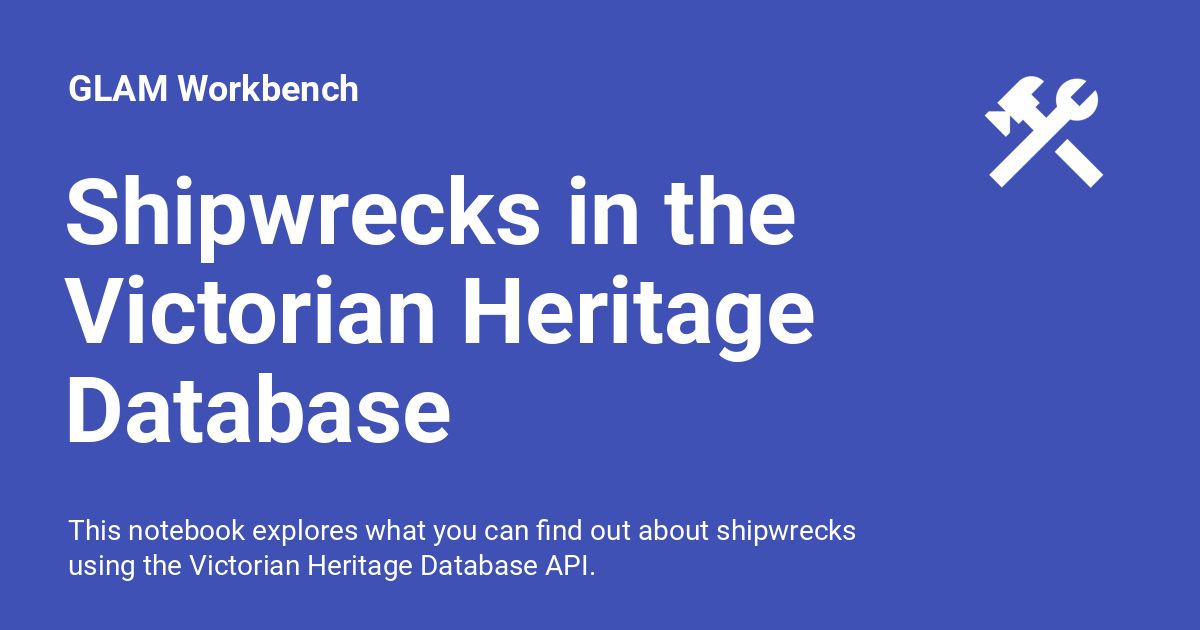 GLAM Workbench
Shipwrecks in the
Victorian Heritage
Database
This notebook explores what you can find out about shipwrecks
using the Victorian Heritage Database API.